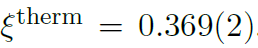 ξ^therm = 0.369(2)